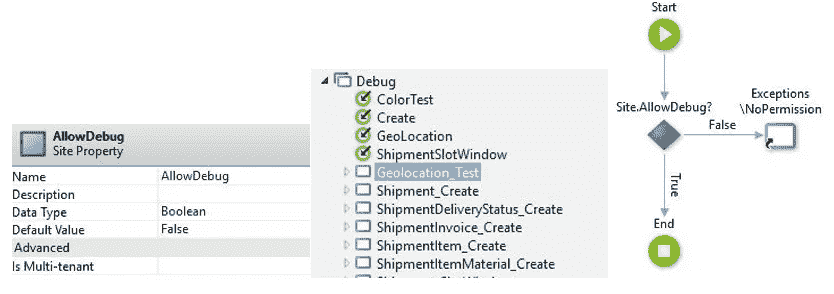 AllowDebug
Site Property
Name AllowDebug
Description
Data Type Boolean
Default Value False
Advanced
Is Multi-tenant
Debug
ColorTest
Create
GeoLocation
ShipmentSlotWindow
Geolocation_Test
Shipment_Create
ShipmentDeliveryStatus_Create
ShipmentInvoice_Create
ShipmentItem_Create
ShipmentItemMaterial_Create
Start
Site.AllowDebug?
False
Exceptions
\NoPermission
True
End